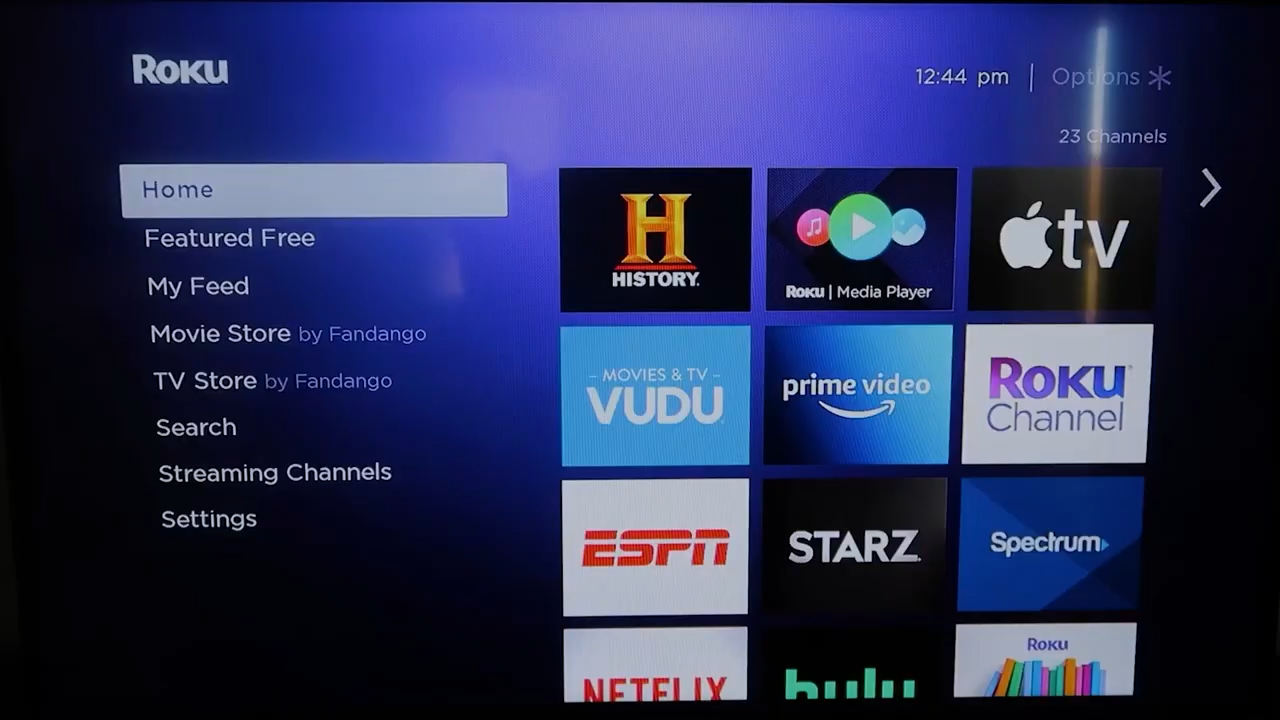 ROKU
12:44 pm | Options *
23 Channels
Home
Featured Free
My Feed
Movie Store by Fandango
TV Store by Fandango
Search
Streaming Channels
Settings
H
HISTORY.
ROKU | Media Player
tv
- MOVIES & TV -
VUDU
prime video
ROKU
Channel
ESPN
STARZ
Spectrum
NETFLIX
hulu
ROKU